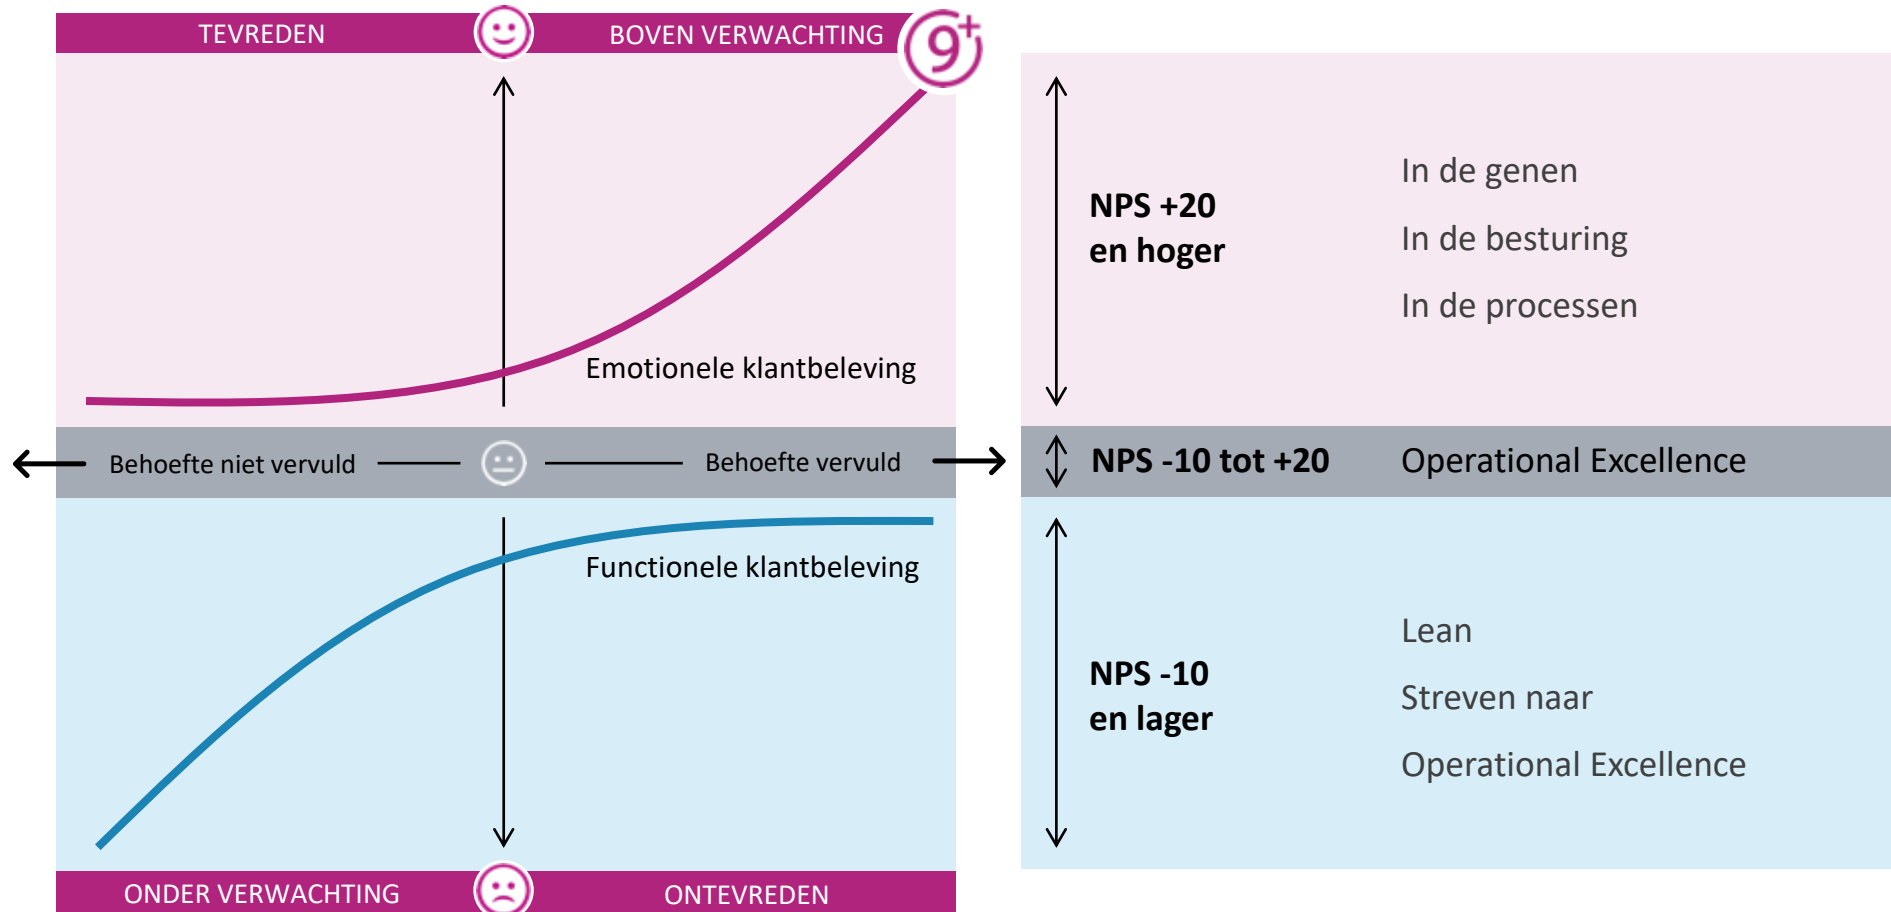 TEVREDEN
BOVEN VERWACHTING
9+
Emotionele klantbeleving
Behoefte niet vervuld
Behoefte vervuld
Functionele klantbeleving
ONDER VERWACHTING
ONTEVREDEN
NPS +20
en hoger
In de genen
In de besturing
In de processen
NPS -10 tot +20
Operational Excellence
NPS -10
en lager
Lean
Streven naar
Operational Excellence